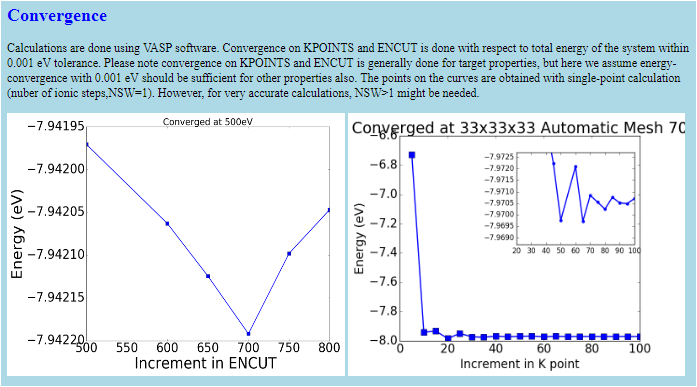 Convergence
Calculations are done using VASP software. Convergence on KPOINTS and ENCUT is done with respect to total energy of the system within
0.001 eV tolerance. Please note convergence on KPOINTS and ENCUT is generally done for target properties, but here we assume energy-
convergence with 0.001 eV should be sufficient for other properties also. The points on the curves are obtained with single-point calculation
(nuber of ionic steps,NSW=1). However, for very accurate calculations, NSW>1 might be needed.
Converged at 500eV
−7.94195
−7.94200
−7.94205
−7.94210
−7.94215
−7.9422
Energy (eV)
500 550 600 650 700 750 800
Increment in ENCUT
Converged at 33x33x33 Automatic Mesh 70
−6.6
−6.8
−7.0
−7.2
−7.4
−7.6
−7.8
−8.0
Energy (eV)
−7.9725
−7.9720
−7.9715
−7.9710
−7.9705
−7.9700
−7.9695
−7.9690
20 30 40 50 60 70 80 90 100
0 20 40 60 80 100
Increment in K point